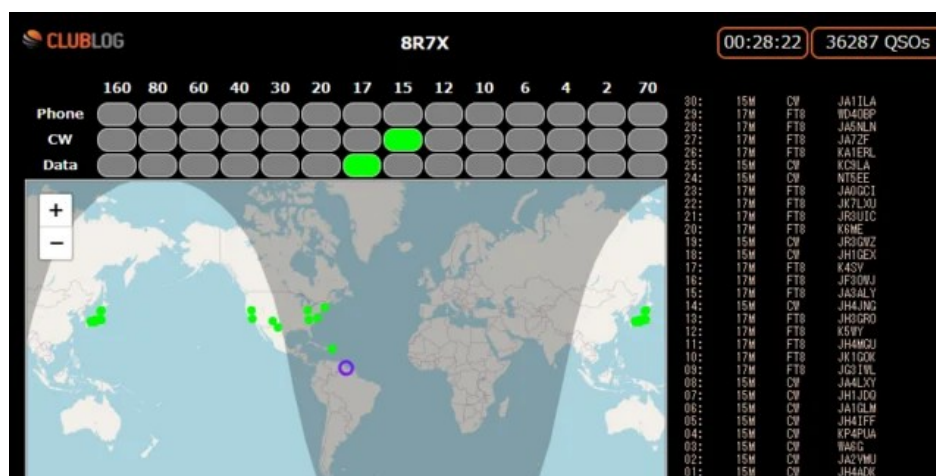 CLUBLOG
8R7X
00:28:22
36287 QSOs
160 80 60 40 30 20 17 15 12 10 6 4 2 70
Phone
CW
Data
+
−
30: 15M CW JA1ILA
29: 17M FT8 WD4OBP
28: 17M FT8 JA5NLN
27: 17M FT8 JA7ZF
26: 17M FT8 KA1ERL
25: 15M CW KC9LA
24: 15M CW NT5EE
23: 17M FT8 JA0GCI
22: 17M FT8 JK7LXU
21: 17M FT8 JR3UIC
20: 17M FT8 K6ME
19: 15M CW JR3GWZ
18: 15M CW JH1GEX
17: 17M FT8 K4SV
16: 17M FT8 JF3OWJ
15: 17M FT8 JA3ALY
14: 15M CW JH4JNG
13: 17M FT8 JH3GRO
12: 17M FT8 K5WY
11: 17M FT8 JH4MGU
10: 17M FT8 JK1GOK
09: 17M FT8 JG3IWL
08: 15M CW JA4LXY
07: 15M CW JH1JDQ
06: 15M CW JA1GLM
05: 15M CW JH4IFF
04: 15M CW KP4PUA
03: 15M CW WA6G
02: 15M CW JA2VMU
01: 15M CW JH4ADK